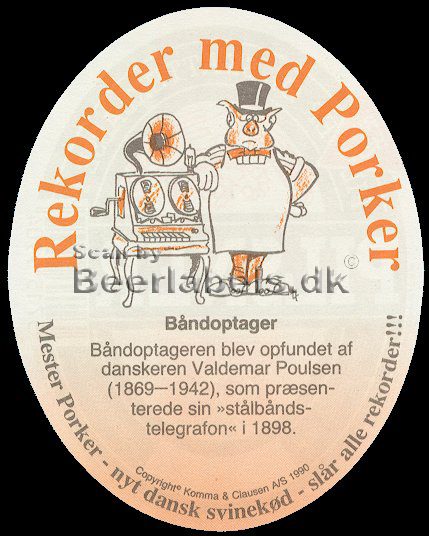 Rekorder med Porker
Scan by
Beerlabels.dk
©
Båndoptager
Båndoptageren blev opfundet af
danskeren Valdemar Poulsen
(1869—1942), som præsen-
terede sin »stålbånds-
telegrafon« i 1898.
Copyright® Komma & Clausen A/S 1990
Mester Porker - nyt dansk svinekød - slår alle rekorder!!!